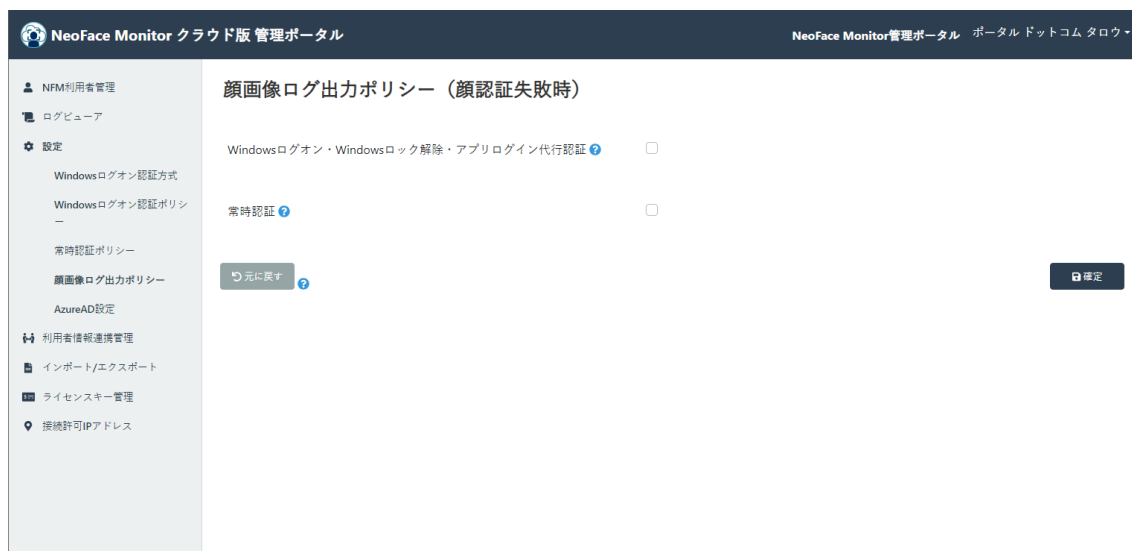 NeoFace Monitor クラウド版 管理ポータル
NeoFace Monitor管理ポータル ポータル ドットコム タロウ
NFM利用者管理
ログビューア
設定
Windowsログオン認証方式
Windowsログオン認証ポリシ
ー
常時認証ポリシー
顔画像ログ出力ポリシー
AzureAD設定
利用者情報連携管理
インポート/エクスポート
ライセンスキー管理
接続許可IPアドレス
顔画像ログ出力ポリシー（顔認証失敗時）
Windowsログオン・Windowsロック解除・アプリログイン代行認証 ?
常時認証 ?
元に戻す ?
確定